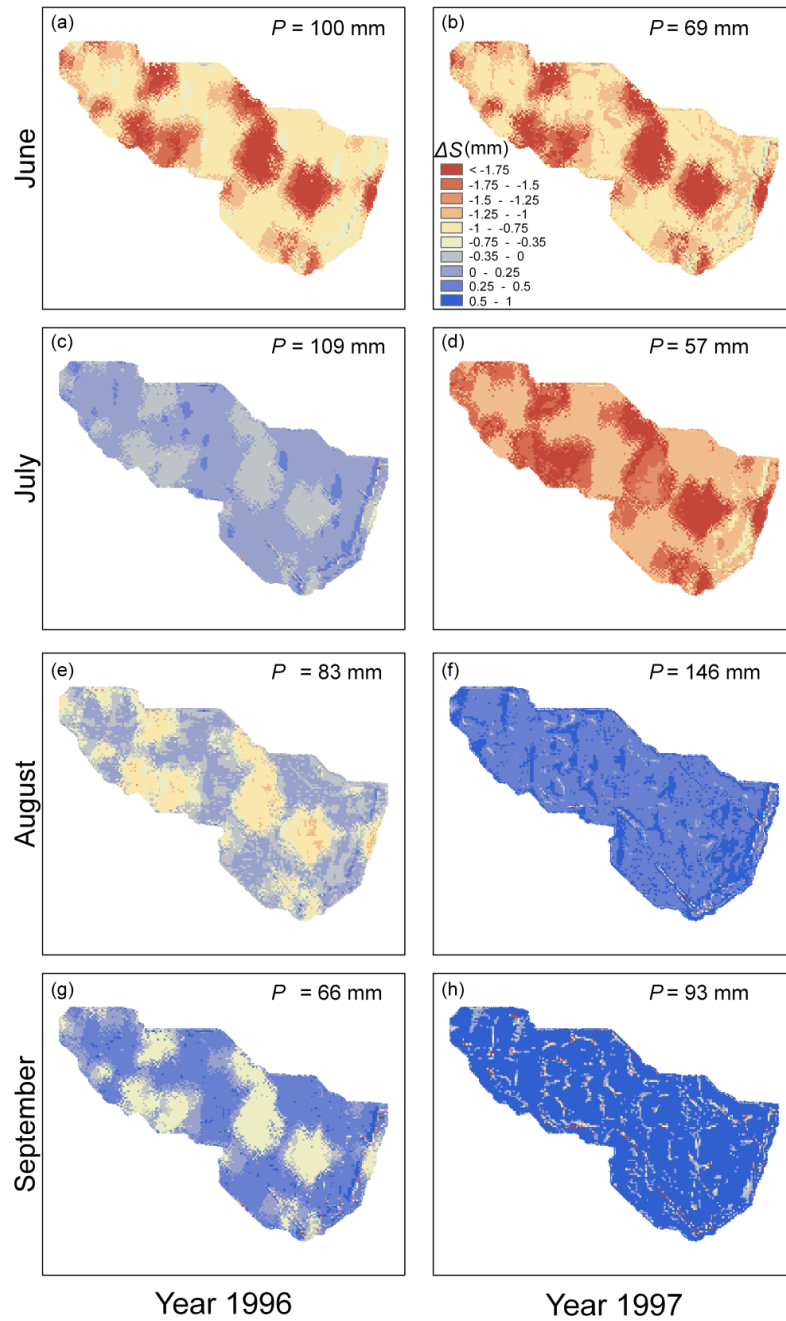 (a)
P = 100 mm
(b)
P = 69 mm
June
ΔS (mm)
< -1.75
-1.75 - -1.5
-1.5 - -1.25
-1.25 - -1
-1 - -0.75
-0.75 - -0.35
-0.35 - 0
0 - 0.25
0.25 - 0.5
0.5 - 1
(c)
P = 109 mm
(d)
P = 57 mm
July
(e)
P = 83 mm
(f)
P = 146 mm
August
(g)
P = 66 mm
(h)
P = 93 mm
September
Year 1996
Year 1997